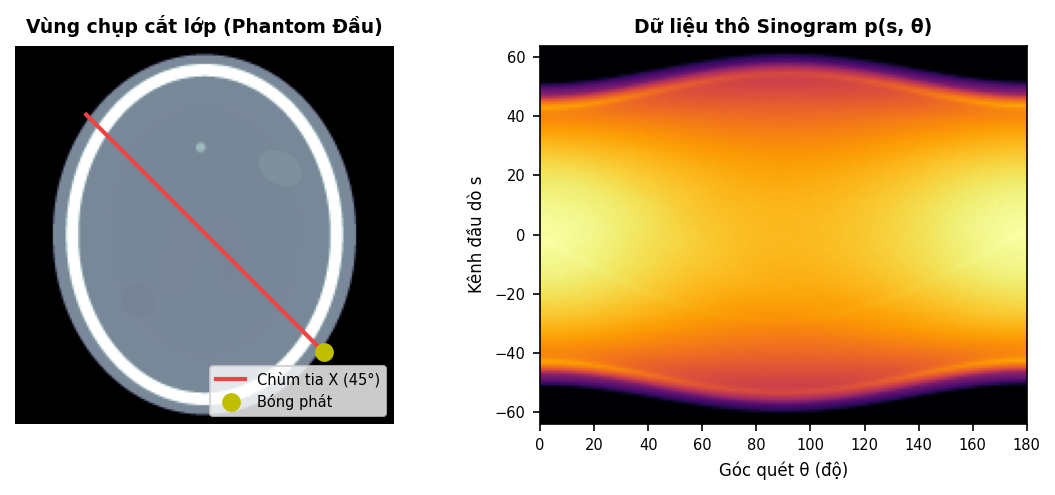 Vùng chụp cắt lớp (Phantom Đầu)
Chùm tia X (45°)
Bóng phát
Dữ liệu thô Sinogram p(s, θ)
Kênh đầu dò s
60
40
20
0
−20
−40
−60
0 20 40 60 80 100 120 140 160 180
Góc quét θ (độ)